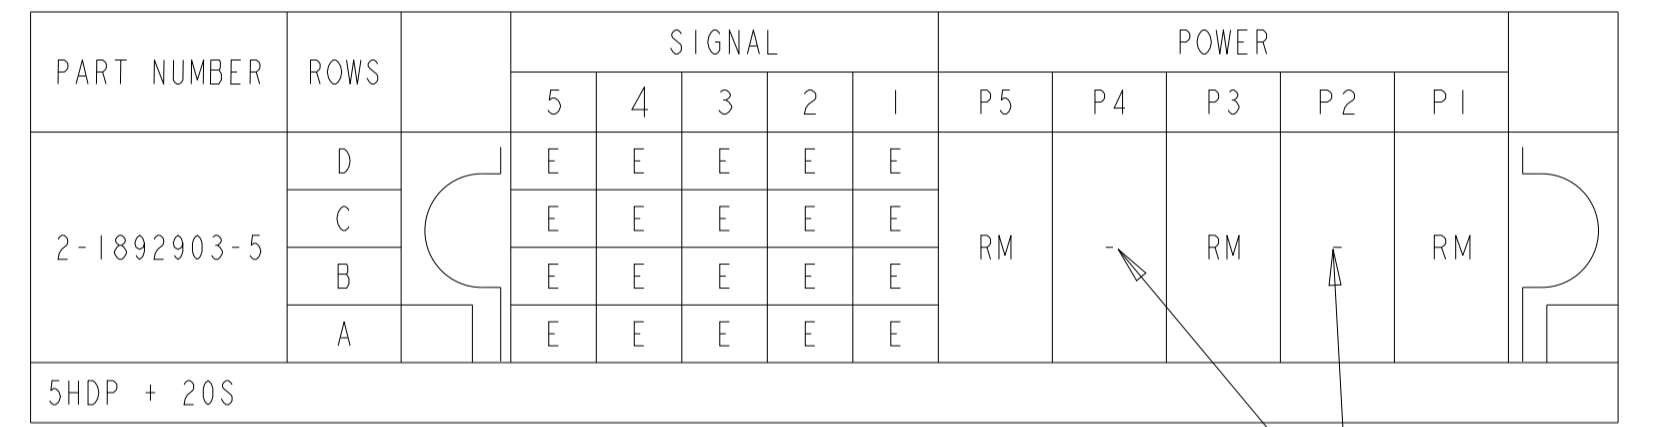 PART NUMBER ROWS SIGNAL POWER
5 4 3 2 1 P5 P4 P3 P2 P1
2-1892903-5
D E E E E E
C E E E E E
B E E E E E
A E E E E E
RM - RM - RM
5HDP + 20S